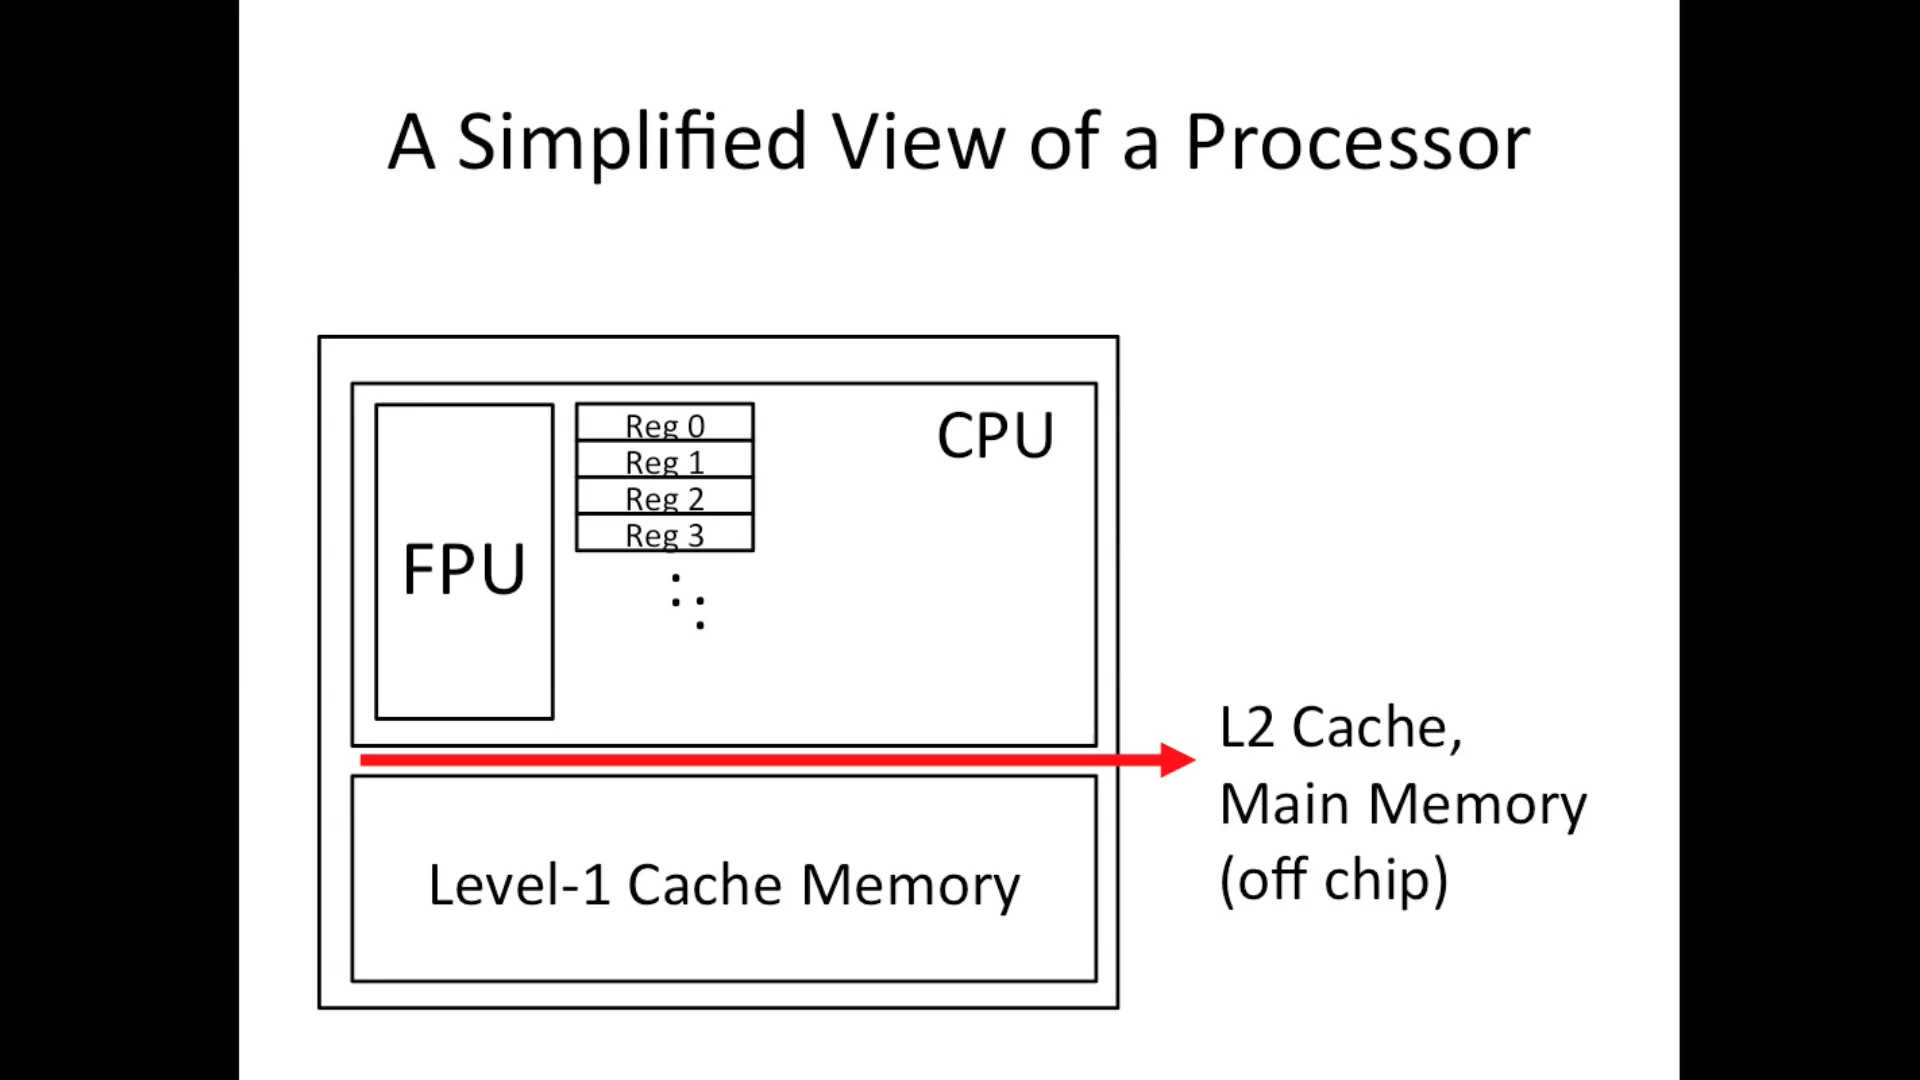 A Simplified View of a Processor
CPU
Reg 0
Reg 1
Reg 2
Reg 3
FPU
L2 Cache,
Main Memory
(off chip)
Level-1 Cache Memory